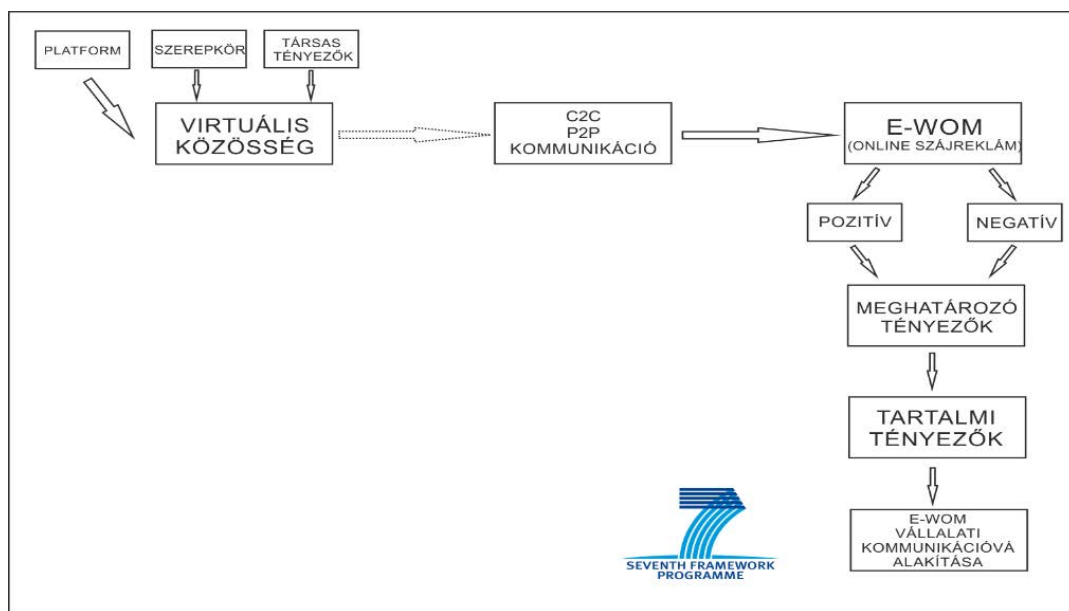 PLATFORM
SZEREPKÖR
TÁRSAS
TÉNYEZŐK
VIRTUÁLIS
KÖZÖSSÉG
C2C
P2P
KOMMUNIKÁCIÓ
E-WOM
(ONLINE SZÁJREKLÁM)
POZITÍV
NEGATÍV
MEGHATÁROZÓ
TÉNYEZŐK
TARTALMI
TÉNYEZŐK
E-WOM
VÁLLALATI
KOMMUNIKÁCIÓVÁ
ALAKÍTÁSA
SEVENTH FRAMEWORK
PROGRAMME